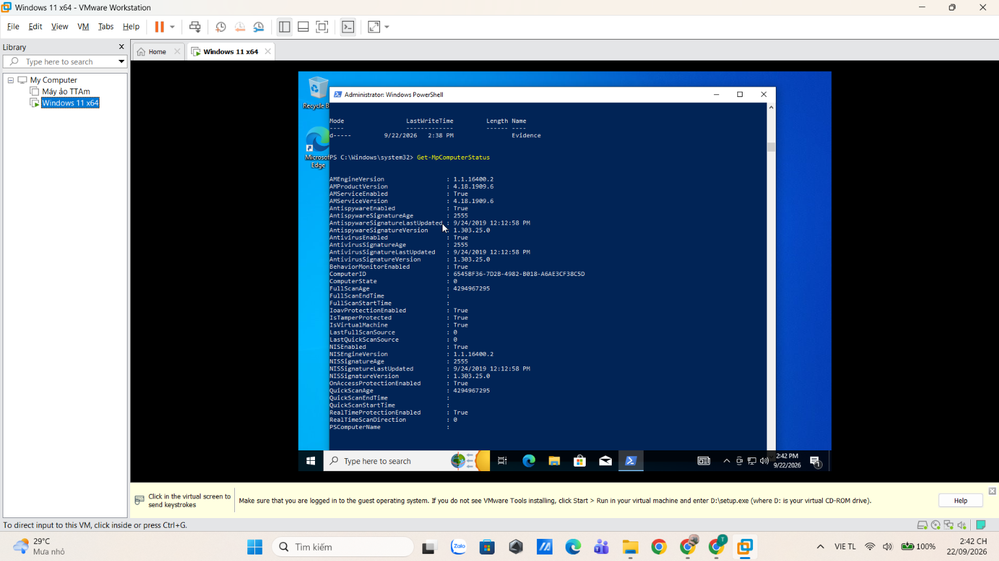 Windows 11 x64 - VMware Workstation
File Edit View VM Tabs Help
Library
Type here to search
My Computer
Máy ảo TTAm
Windows 11 x64
Home
Windows 11 x64
Recycle B
Microsof
Edge
Administrator: Windows PowerShell
Mode LastWriteTime Length Name
---- ------------- ------ ----
d----- 9/22/2026 2:38 PM Evidence
PS C:\Windows\system32> Get-MpComputerStatus
AMEngineVersion : 1.1.16400.2
AMProductVersion : 4.18.1909.6
AMServiceEnabled : True
AMServiceVersion : 4.18.1909.6
AntispywareEnabled : True
AntispywareSignatureAge : 2555
AntispywareSignatureLastUpdated : 9/24/2019 12:12:58 PM
AntispywareSignatureVersion : 1.303.25.0
AntivirusEnabled : True
AntivirusSignatureAge : 2555
AntivirusSignatureLastUpdated : 9/24/2019 12:12:58 PM
AntivirusSignatureVersion : 1.303.25.0
BehaviorMonitorEnabled : True
ComputerID : 6545BF36-7D2B-4982-B018-A6AE3CF38C5D
ComputerState : 0
FullScanAge : 4294967295
FullScanEndTime :
FullScanStartTime :
IoavProtectionEnabled : True
IsTamperProtected : True
IsVirtualMachine : True
LastFullScanSource : 0
LastQuickScanSource : 0
NISEnabled : True
NISEngineVersion : 1.1.16400.2
NISSignatureAge : 2555
NISSignatureLastUpdated : 9/24/2019 12:12:58 PM
NISSignatureVersion : 1.303.25.0
OnAccessProtectionEnabled : True
QuickScanAge : 4294967295
QuickScanEndTime :
QuickScanStartTime :
RealTimeProtectionEnabled : True
RealTimeScanDirection : 0
PSComputerName :
Type here to search
2:42 PM
9/22/2026
1
Click in the virtual screen to
send keystrokes
Make sure that you are logged in to the guest operating system. If you do not see VMware Tools installing, click Start > Run in your virtual machine and enter D:\setup.exe (where D: is your virtual CD-ROM drive).
Help
To direct input to this VM, click inside or press Ctrl+G.
29°C
Mưa nhỏ
Tìm kiếm
Zalo
T
VIE TL
100%
2:42 CH
22/09/2026